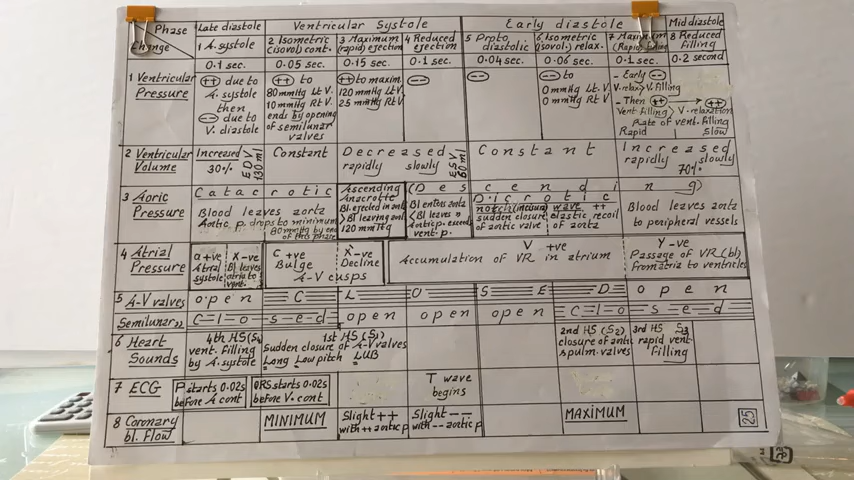 Phase
Change
Late diastole
Ventricular Systole
Early diastole
Mid diastole
1 A.systole
2 Isometric (isovol) cont.
3 Maximum (rapid) ejection
4 Reduced ejection
5 Proto diastolic
6 Isometric (isovol.) relax.
7 Maximum (Rapid) filling
8 Reduced filling
0.1 sec.
0.05 sec.
0.15 sec.
0.1 sec.
0.04 sec.
0.06 sec.
0.1 sec.
0.2 second
1 Ventricular Pressure
++ due to
A. systole
then
-- due to
V. diastole
++ to
80 mmHg Lt V.
10 mmHg Rt V.
ends by opening
of semilunar
valves
++ to maxim.
120 mmHg Lt V.
25 mmHg Rt V.
--
--
-- to
0 mmHg Lt. V.
0 mmHg Rt V.
- Early --
V. relax > V. filling
- Then ++
Vent. filling > V. relaxation
Rate of vent. filling
Rapid
++
slow
2 Ventricular Volume
Increased
30%
EDV 130 ml
Constant
Decreased
rapidly slowly
ESV 60 ml
Constant
Increased
rapidly slowly
70%
3 Aortic Pressure
Catacrotic
Blood leaves aorta
Aortic p. drops to minimum
80 mmHg by end
of this phase
Ascending
Anacrotic
Bl. ejected in aorta
> Bl leaving aorta
120 mmHg
(Descending)
Bl enters aorta
< Bl leaves
Aortic p. exceed
vent. p.
Dicrotic
notch (incisura)
sudden closure
of aortic valve
wave ++
elastic recoil
of aorta
Blood leaves aorta
to peripheral vessels
4 Atrial Pressure
a +ve
Atrial
systole
X -ve
Bl leaves
atria to
vent.
C +ve
Bulge
X -ve
Decline
A-V cusps
V +ve
Accumulation of VR in atrium
Y -ve
Passage of VR (bl)
from atria to ventricles
5 A-V valves
open
CLOSED
open
Semilunar
Closed
open
open
open
Closed
6 Heart Sounds
4th HS (S4)
vent. filling
by A. systole
1st HS (S1)
Sudden closure of A-V valves
Long Low pitch LUB
2nd HS (S2)
closure of aortic
& pulm. valves
3rd HS S3
rapid vent.
filling
7 ECG
P starts 0.02s
before A cont
QRS starts 0.02s
before V. cont
T wave
begins
8 Coronary bl. Flow
MINIMUM
Slight ++
with ++ aortic p
Slight --
with -- aortic p
MAXIMUM
25